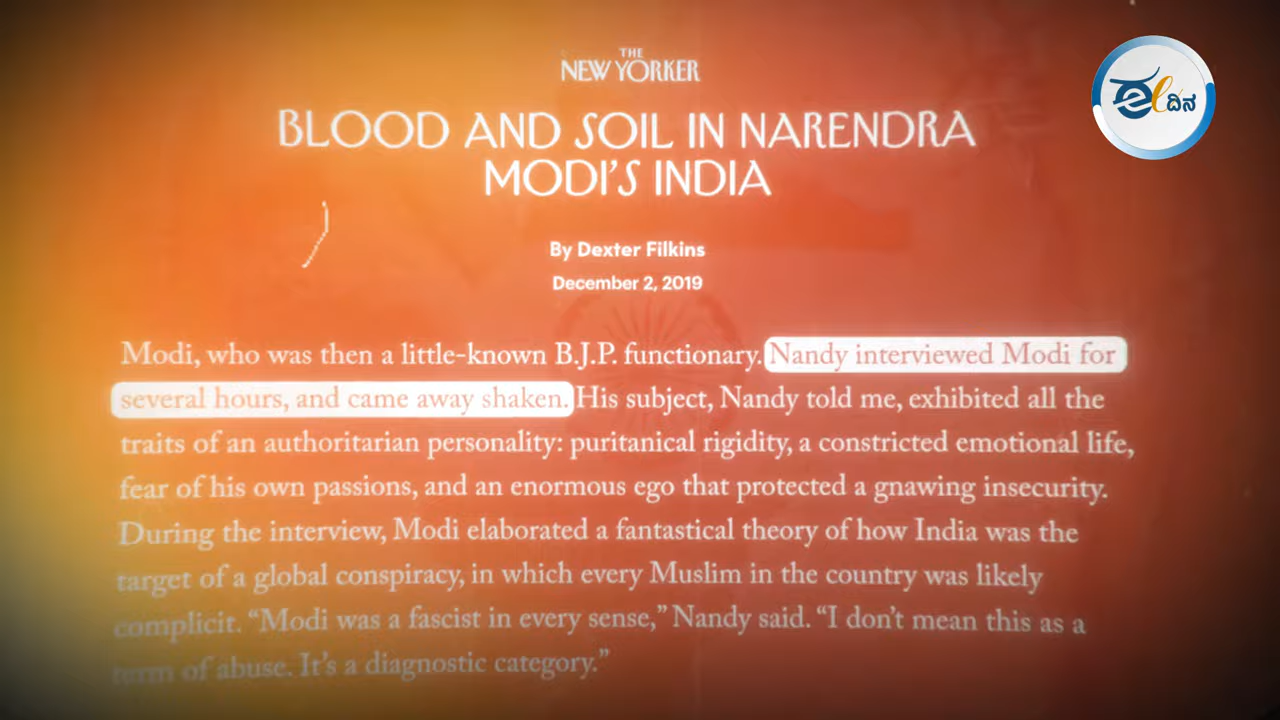 THE
NEW YORKER
ಈ ದಿನ
BLOOD AND SOIL IN NARENDRA
MODI'S INDIA
By Dexter Filkins
December 2, 2019
Modi, who was then a little-known B.J.P. functionary. Nandy interviewed Modi for
several hours, and came away shaken. His subject, Nandy told me, exhibited all the
traits of an authoritarian personality: puritanical rigidity, a constricted emotional life,
fear of his own passions, and an enormous ego that protected a gnawing insecurity.
During the interview, Modi elaborated a fantastical theory of how India was the
target of a global conspiracy, in which every Muslim in the country was likely
complicit. “Modi was a fascist in every sense,” Nandy said. “I don’t mean this as a
term of abuse. It’s a diagnostic category.”